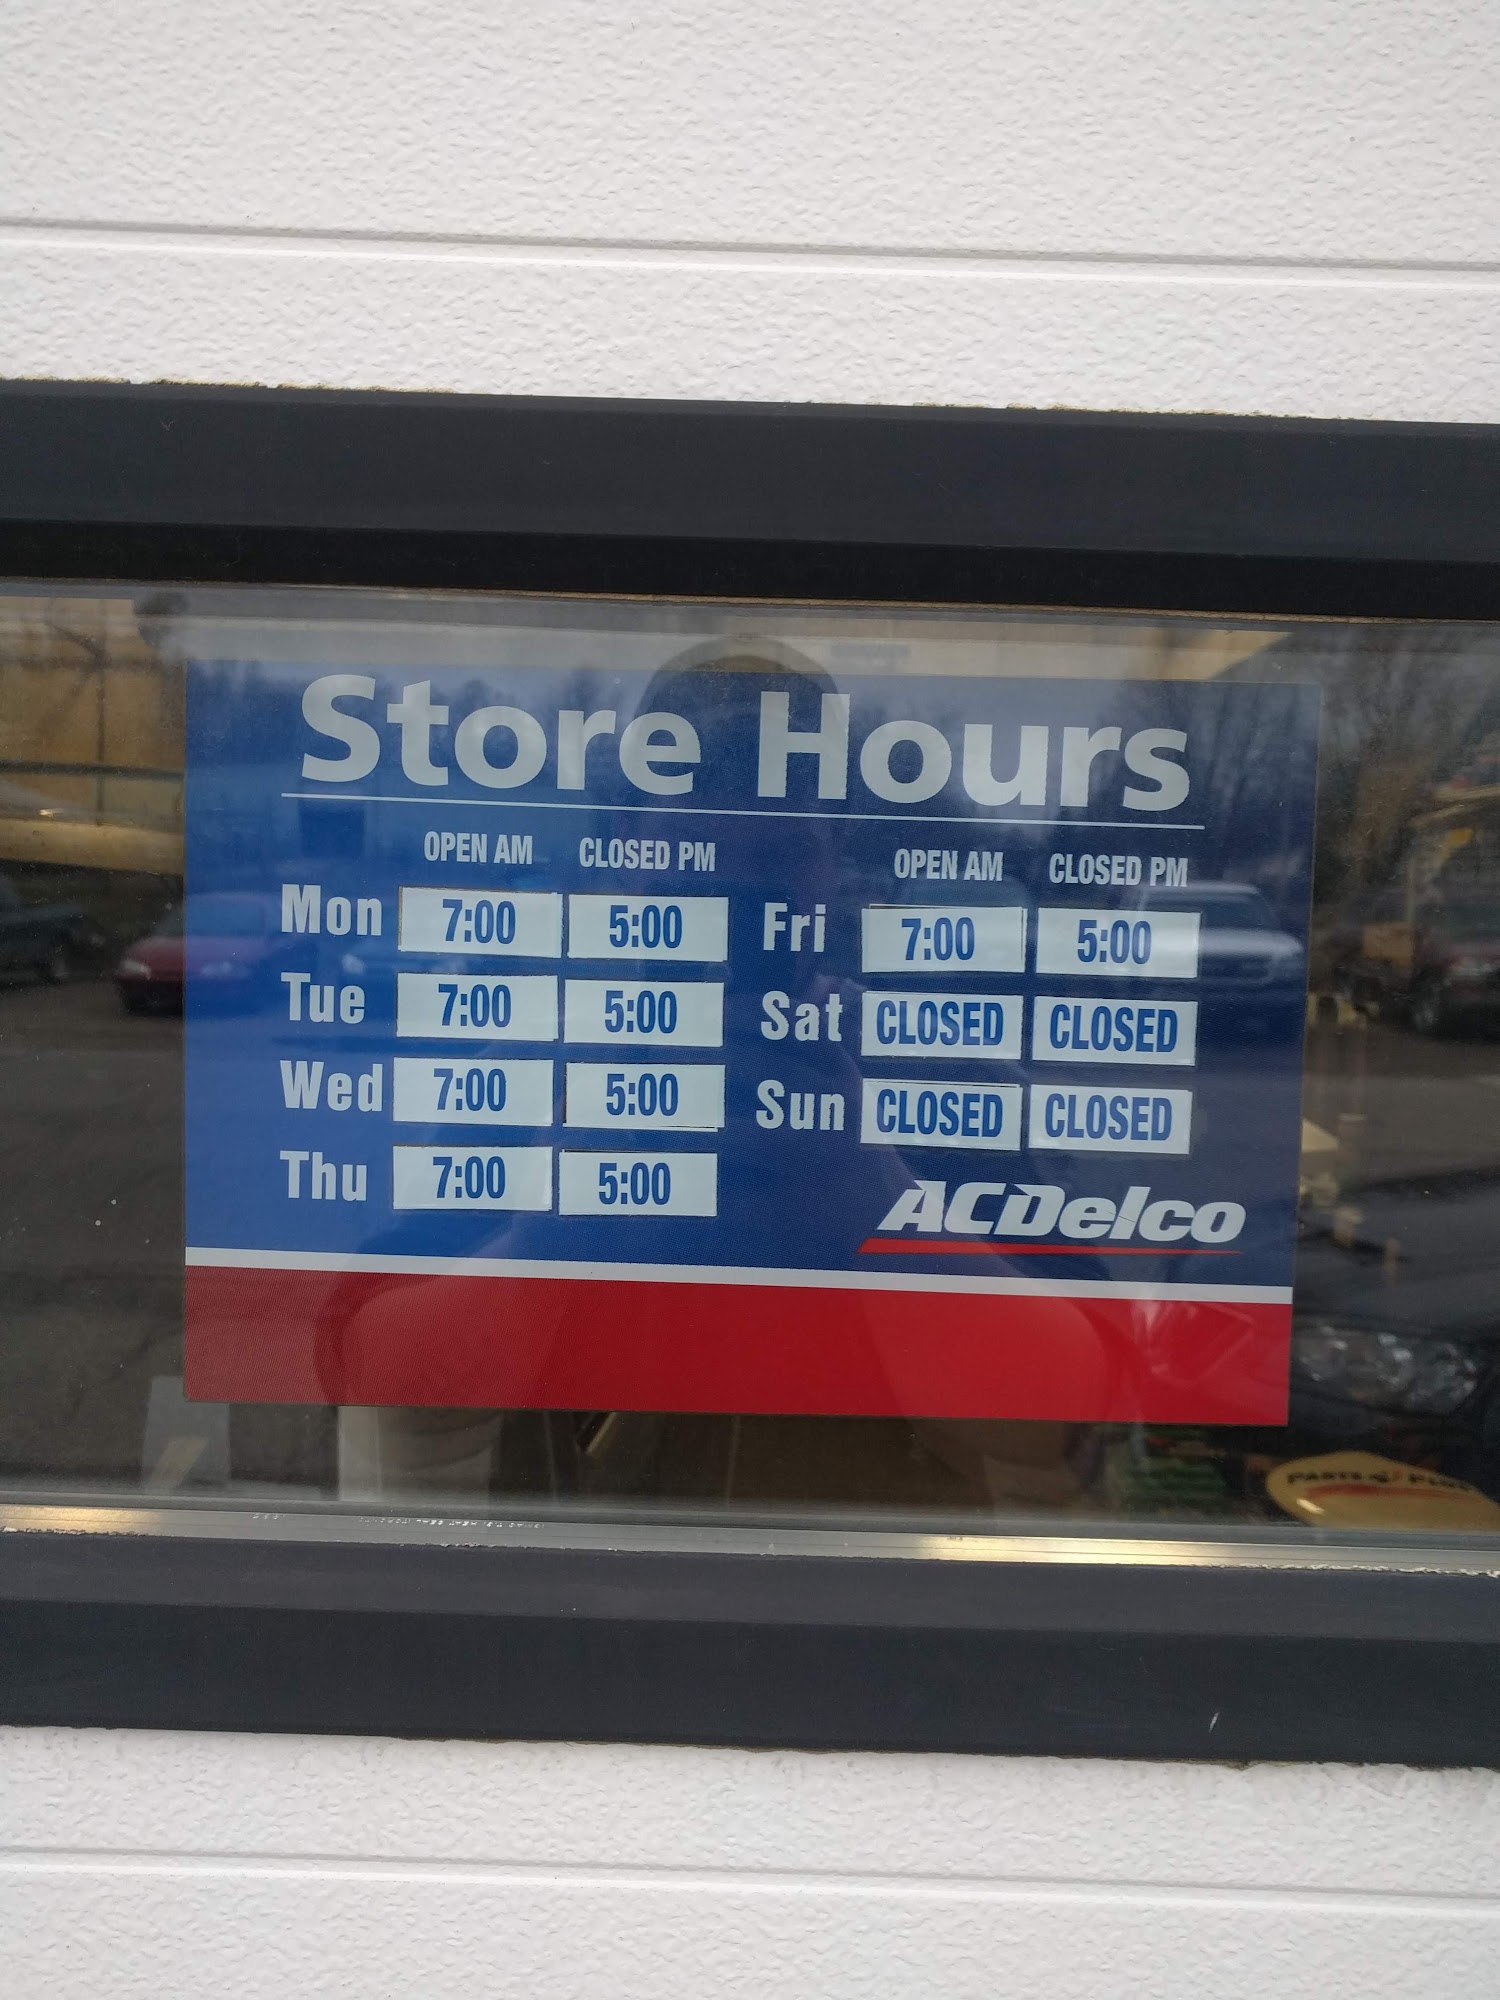 Store Hours
OPEN AM CLOSED PM
Mon 7:00 5:00
Tue 7:00 5:00
Wed 7:00 5:00
Thu 7:00 5:00
OPEN AM CLOSED PM
Fri 7:00 5:00
Sat CLOSED CLOSED
Sun CLOSED CLOSED
ACDelco
PARTS PLUS